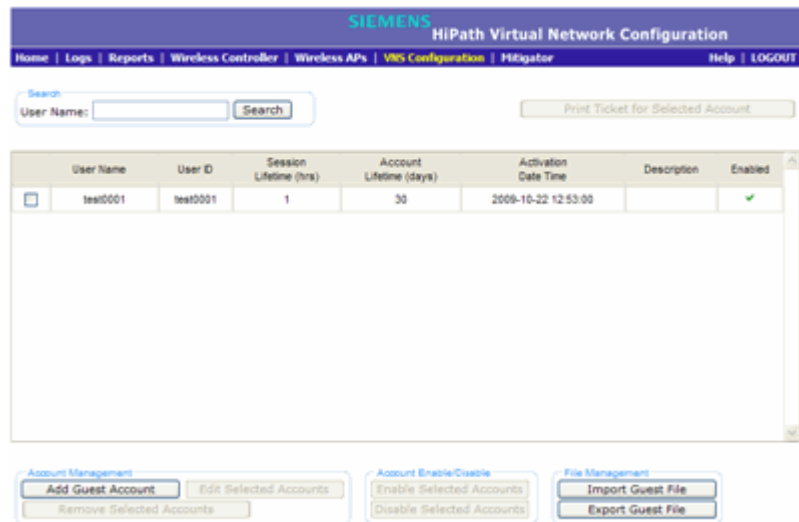 SIEMENS
HiPath Virtual Network Configuration
Home | Logs | Reports | Wireless Controller | Wireless APs | VNS Configuration | Mitigator Help | LOGOUT
Search
User Name: Search Print Ticket for Selected Account
User Name User ID Session Lifetime (hrs) Account Lifetime (days) Activation Date Time Description Enabled
test0001 test0001 1 30 2009-10-22 12:53:00
Account Management Account Enable/Disable File Management
Add Guest Account Edit Selected Accounts Enable Selected Accounts Import Guest File
Remove Selected Accounts Disable Selected Accounts Export Guest File